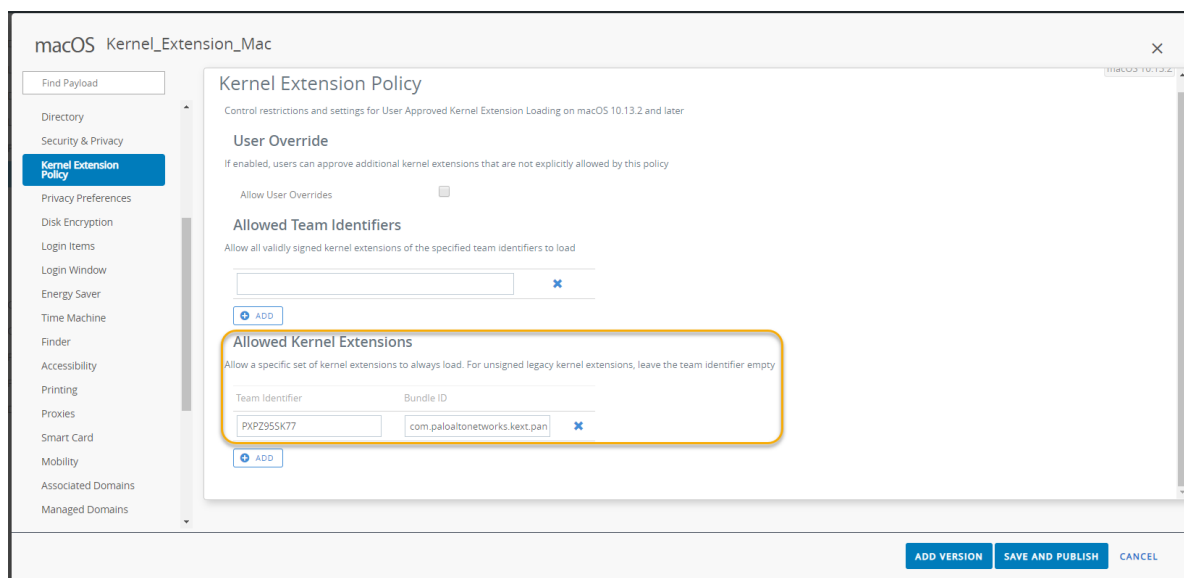 macOS Kernel_Extension_Mac
Find Payload
Directory
Security & Privacy
Kernel Extension
Policy
Privacy Preferences
Disk Encryption
Login Items
Login Window
Energy Saver
Time Machine
Finder
Accessibility
Printing
Proxies
Smart Card
Mobility
Associated Domains
Managed Domains
macOS 10.13.2
Kernel Extension Policy
Control restrictions and settings for User Approved Kernel Extension Loading on macOS 10.13.2 and later
User Override
If enabled, users can approve additional kernel extensions that are not explicitly allowed by this policy
Allow User Overrides
Allowed Team Identifiers
Allow all validly signed kernel extensions of the specified team identifiers to load
ADD
Allowed Kernel Extensions
Allow a specific set of kernel extensions to always load. For unsigned legacy kernel extensions, leave the team identifier empty
Team Identifier Bundle ID
PXPZ95SK77 com.paloaltonetworks.kext.pan
ADD
ADD VERSION SAVE AND PUBLISH CANCEL